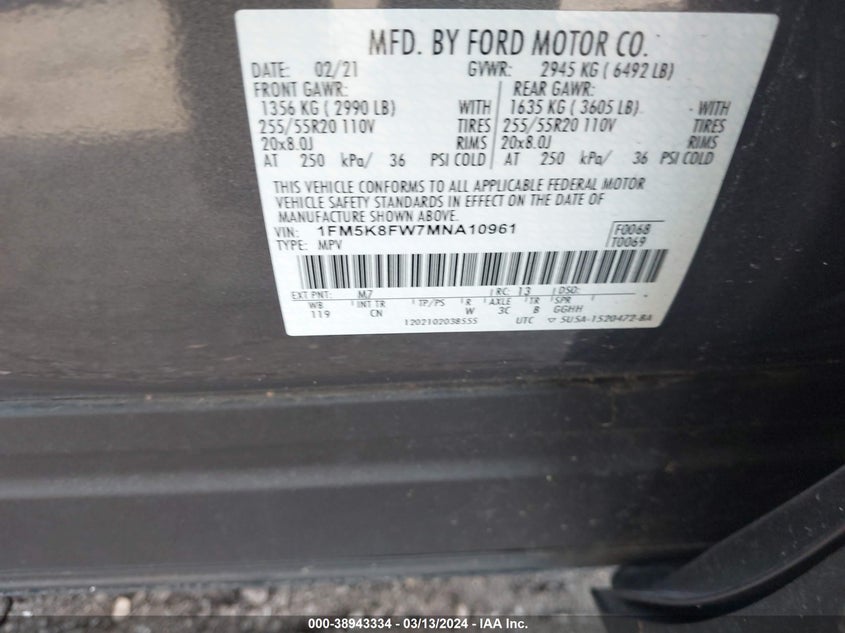 MFD. BY FORD MOTOR CO.
DATE: 02/21 GVWR: 2945 KG ( 6492 LB)
FRONT GAWR: REAR GAWR:
1356 KG ( 2990 LB) WITH 1635 KG ( 3605 LB) WITH
255/55R20 110V TIRES 255/55R20 110V TIRES
20x8.0J RIMS 20x8.0J RIMS
AT 250 kPa/ 36 PSI COLD AT 250 kPa/ 36 PSI COLD
THIS VEHICLE CONFORMS TO ALL APPLICABLE FEDERAL MOTOR
VEHICLE SAFETY STANDARDS IN EFFECT ON THE DATE OF
MANUFACTURE SHOWN ABOVE.
VIN: 1FM5K8FW7MNA10961 F0068
TYPE: MPV T0069
EXT PNT: M7 RC: 13 DSO:
WB INT TR TP/PS R AXLE TR SPR
119 CN W 3C B GGHH
1202102038555 UTC ▽ 5U5A-1520472-BA
000-38943334 - 03/13/2024 - IAA Inc.